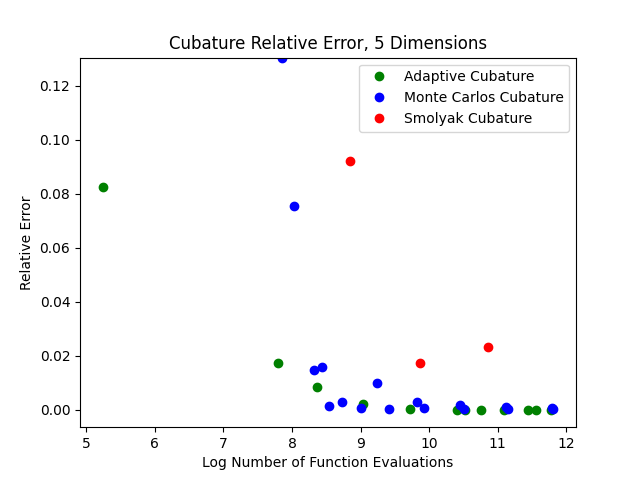 Cubature Relative Error, 5 Dimensions
Adaptive Cubature
Monte Carlos Cubature
Smolyak Cubature
Relative Error
0.12
0.10
0.08
0.06
0.04
0.02
0.00
5 6 7 8 9 10 11 12
Log Number of Function Evaluations